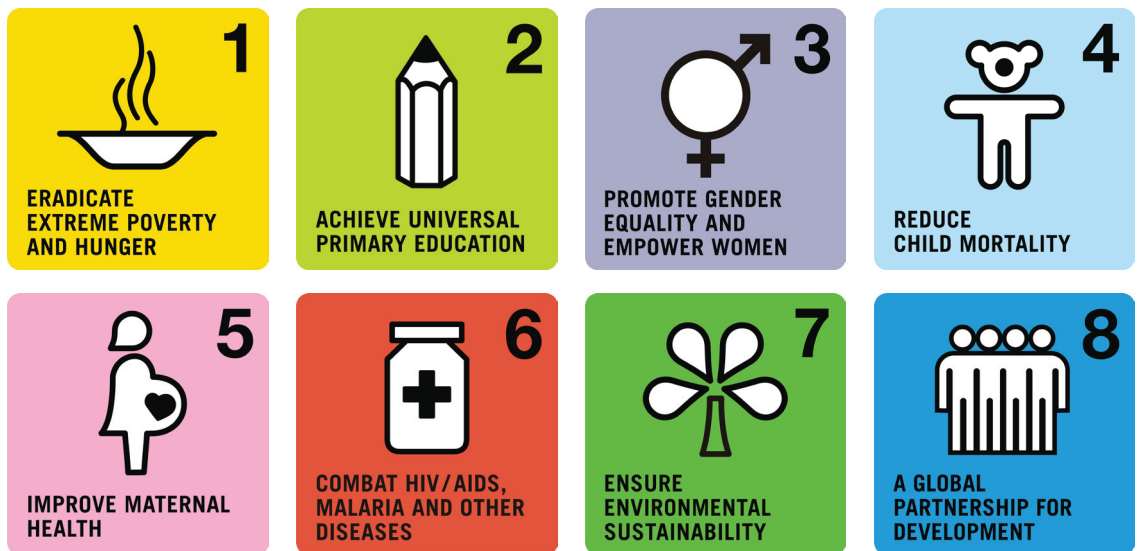 1
ERADICATE
EXTREME POVERTY
AND HUNGER
2
ACHIEVE UNIVERSAL
PRIMARY EDUCATION
3
PROMOTE GENDER
EQUALITY AND
EMPOWER WOMEN
4
REDUCE
CHILD MORTALITY
5
IMPROVE MATERNAL
HEALTH
6
COMBAT HIV/AIDS,
MALARIA AND OTHER
DISEASES
7
ENSURE
ENVIRONMENTAL
SUSTAINABILITY
8
A GLOBAL
PARTNERSHIP FOR
DEVELOPMENT